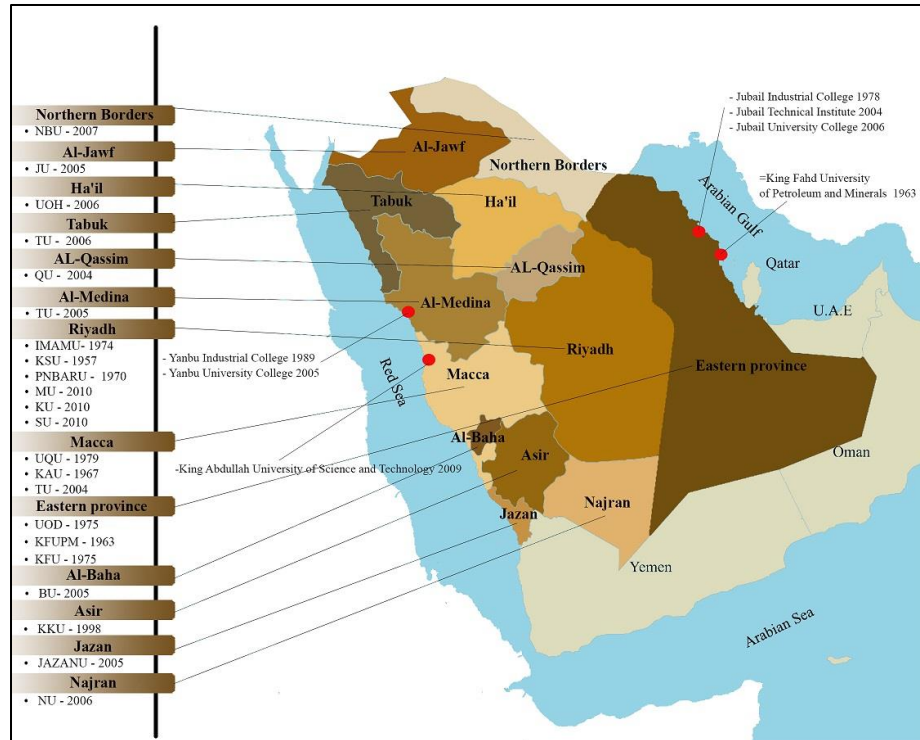 Northern Borders
• NBU - 2007
Al-Jawf
• JU - 2005
Ha'il
• UOH - 2006
Tabuk
• TU - 2006
AL-Qassim
• QU - 2004
Al-Medina
• TU - 2005
Riyadh
• IMAMU- 1974
• KSU - 1957
• PNBARU - 1970
• MU - 2010
• KU - 2010
• SU - 2010
Macca
• UQU - 1979
• KAU - 1967
• TU - 2004
Eastern province
• UOD - 1975
• KFUPM - 1963
• KFU - 1975
Al-Baha
• BU - 2005
Asir
• KKU - 1998
Jazan
• JAZANU - 2005
Najran
• NU - 2006
- Jubail Industrial College 1978
- Jubail Technical Institute 2004
- Jubail University College 2006
=King Fahd University
of Petroleum and Minerals 1963
- Yanbu Industrial College 1989
- Yanbu University College 2005
-King Abdullah University of Science and Technology 2009
Al-Jawf
Northern Borders
Tabuk
Ha'il
AL-Qassim
Al-Medina
Riyadh
Macca
Eastern province
Al-Baha
Asir
Jazan
Najran
Arabian Gulf
Qatar
U.A.E
Red Sea
Oman
Yemen
Arabian Sea